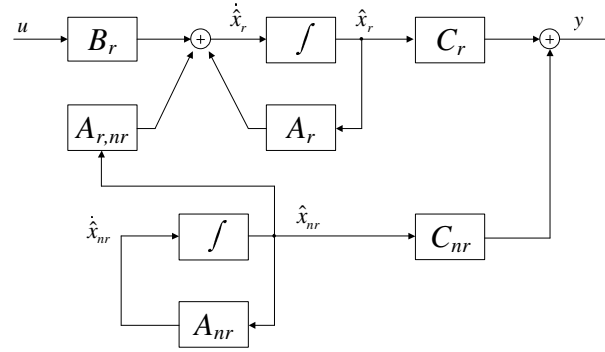 u
B_r
+
\dot{\hat{x}}_r
∫
\hat{x}_r
C_r
+
y
A_{r,nr}
A_r
\dot{\hat{x}}_{nr}
∫
\hat{x}_{nr}
C_{nr}
A_{nr}